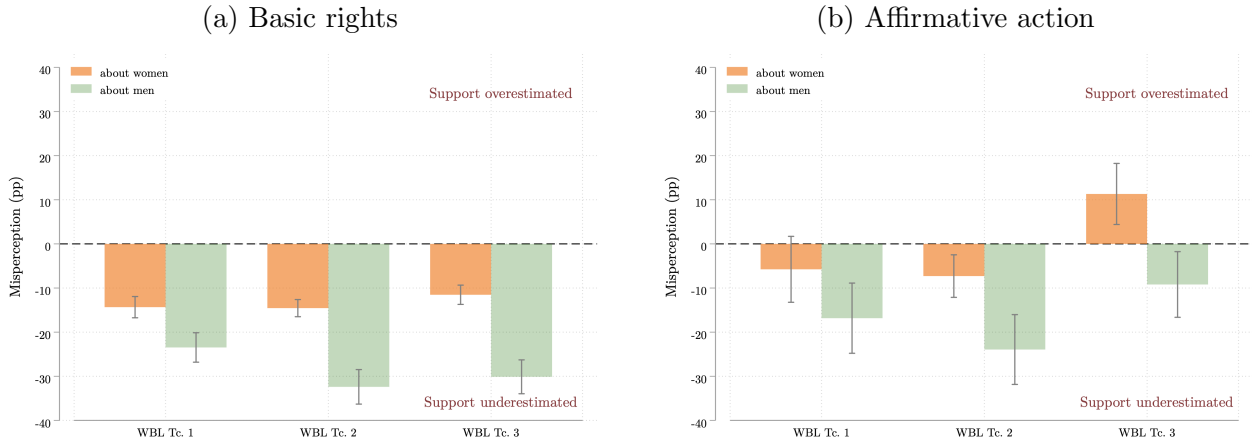 (a) Basic rights
about women
about men
Support overestimated
Misperception (pp)
40
30
20
10
0
-10
-20
-30
-40
Support underestimated
WBL Tc. 1
WBL Tc. 2
WBL Tc. 3
(b) Affirmative action
about women
about men
Support overestimated
Misperception (pp)
40
30
20
10
0
-10
-20
-30
-40
Support underestimated
WBL Tc. 1
WBL Tc. 2
WBL Tc. 3